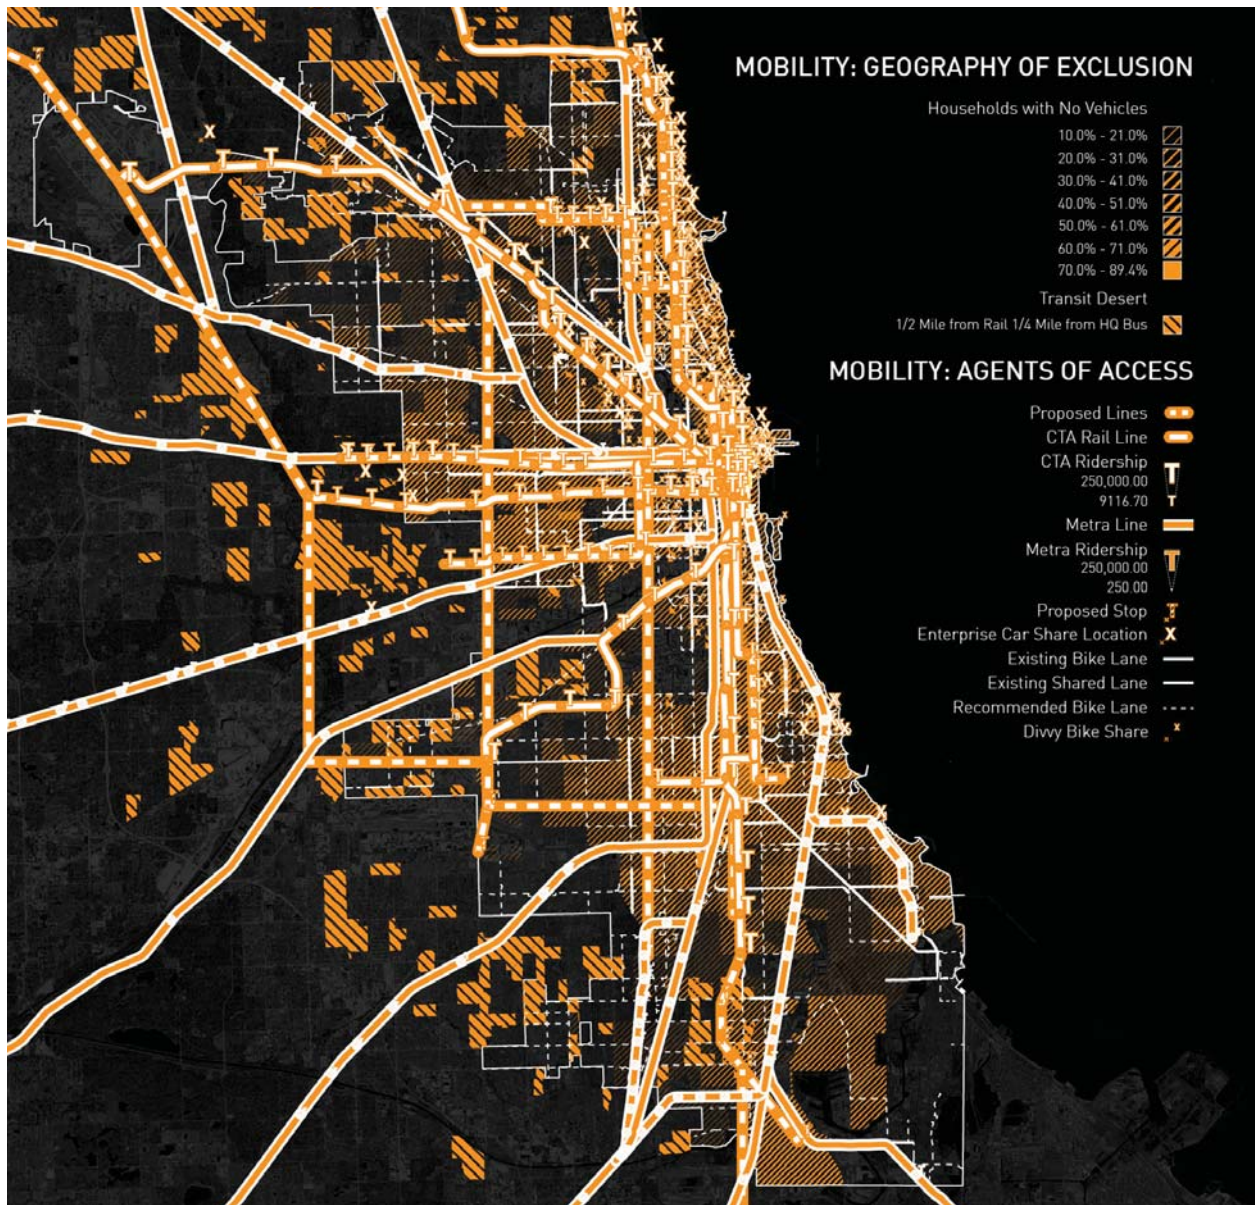 MOBILITY: GEOGRAPHY OF EXCLUSION
Households with No Vehicles
10.0% - 21.0%
20.0% - 31.0%
30.0% - 41.0%
40.0% - 51.0%
50.0% - 61.0%
60.0% - 71.0%
70.0% - 89.4%
Transit Desert
1/2 Mile from Rail 1/4 Mile from HQ Bus
MOBILITY: AGENTS OF ACCESS
Proposed Lines
CTA Rail Line
CTA Ridership
250,000.00
9116.70
Metra Line
Metra Ridership
250,000.00
250.00
Proposed Stop
Enterprise Car Share Location
Existing Bike Lane
Existing Shared Lane
Recommended Bike Lane
Divvy Bike Share